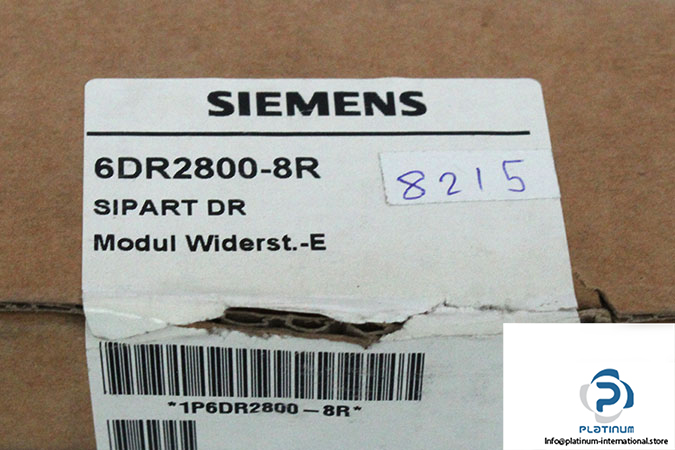 SIEMENS
6DR2800-8R
8215
SIPART DR
Modul Widerst.-E
*1P6DR2800-8R*
PLATINUM
Info@platinum-international.store